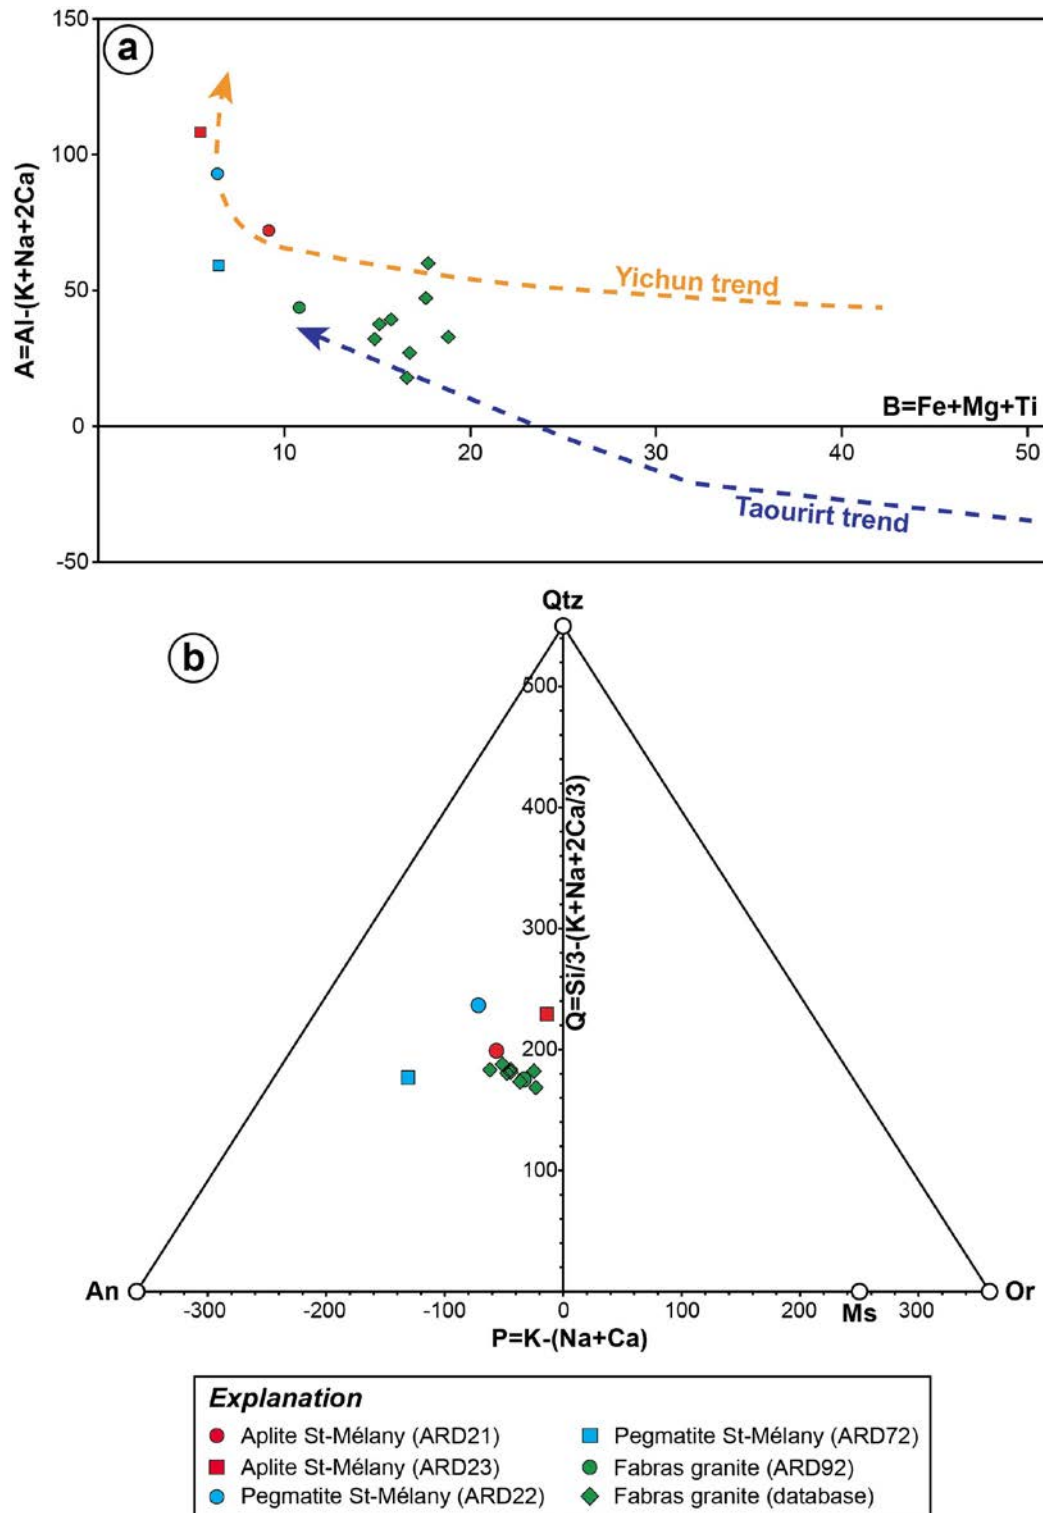 150
a
100
A=Al-(K+Na+2Ca)
50
Yichun trend
B=Fe+Mg+Ti
0
10
20
30
40
50
Taourirt trend
-50
Qtz
b
500
Q=Si/3-(K+Na+2Ca/3)
400
300
200
100
An
Or
-300
-200
-100
0
100
200
300
Ms
P=K-(Na+Ca)
Explanation
Aplite St-Mélany (ARD21)
Pegmatite St-Mélany (ARD72)
Aplite St-Mélany (ARD23)
Fabras granite (ARD92)
Pegmatite St-Mélany (ARD22)
Fabras granite (database)